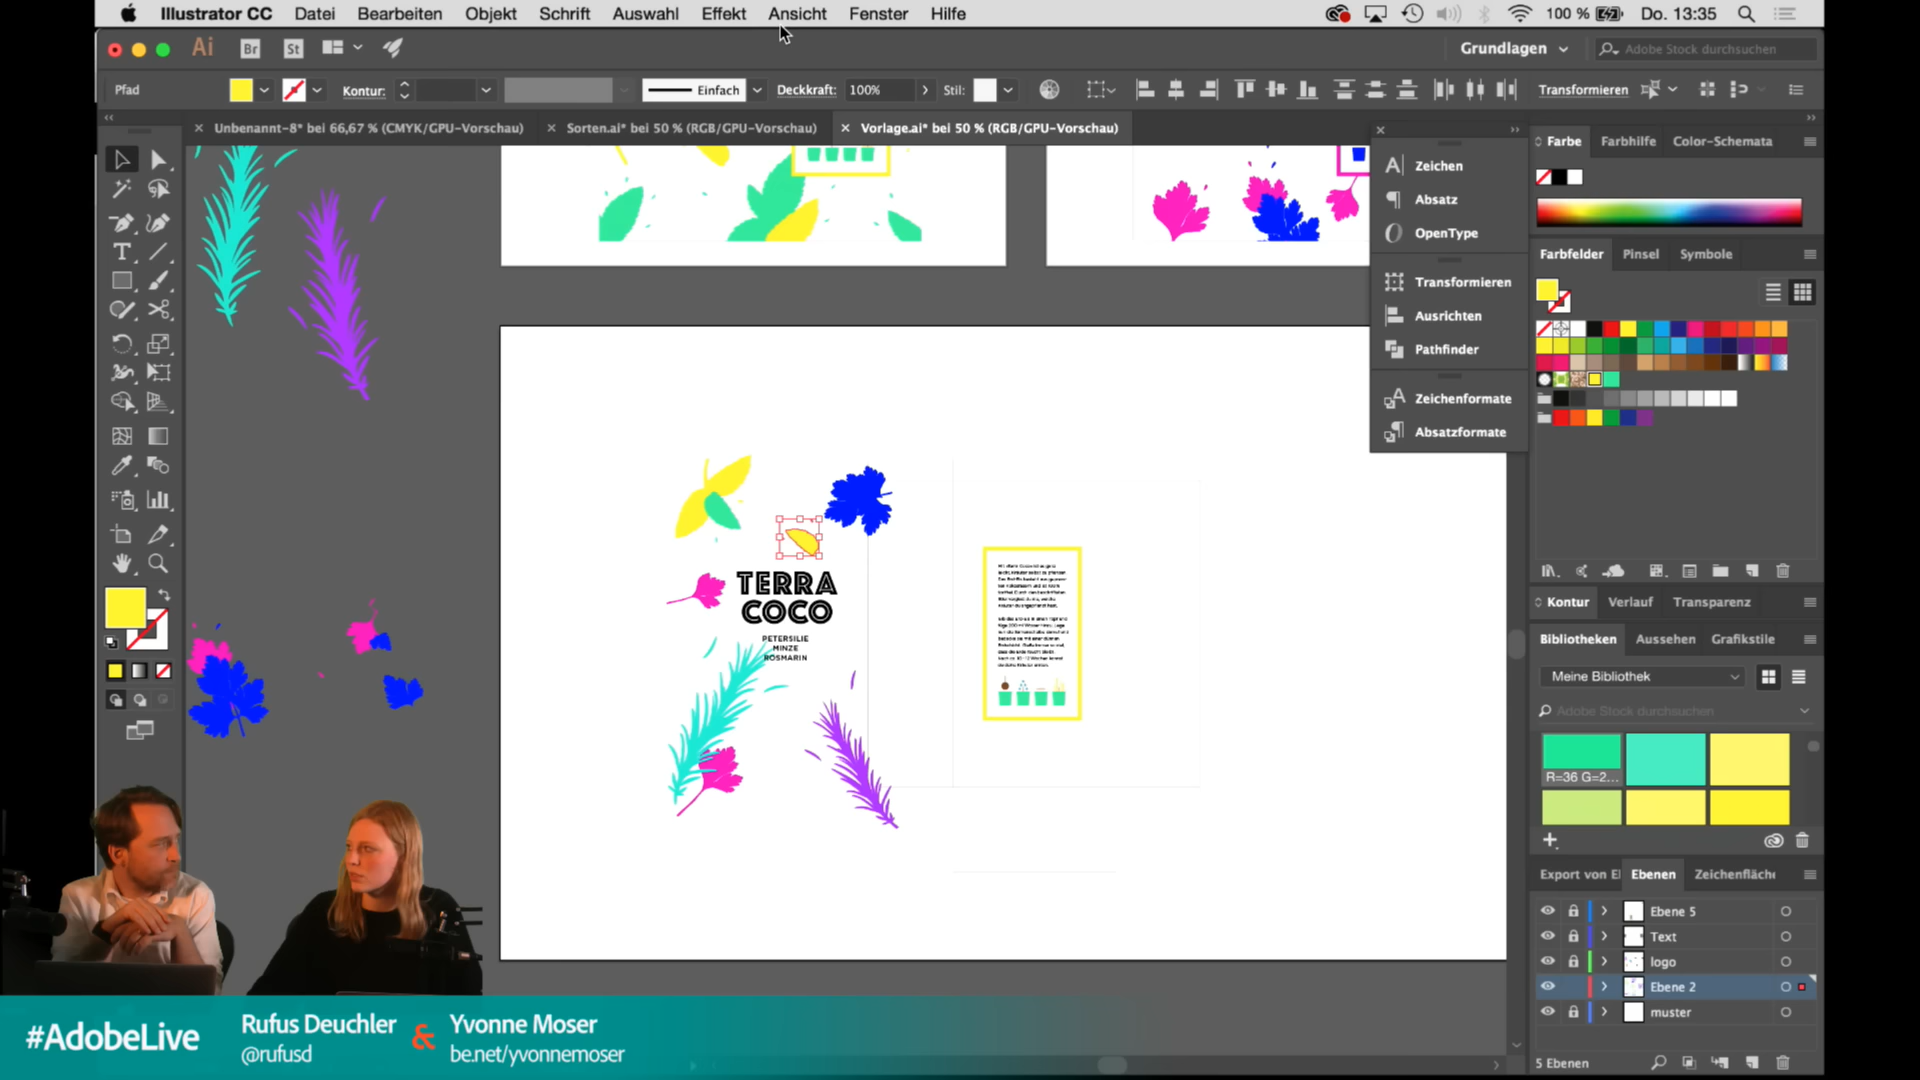 Illustrator CC Datei Bearbeiten Objekt Schrift Auswahl Effekt Ansicht Fenster Hilfe 100 % Do. 13:35
Ai Br St Grundlagen Adobe Stock durchsuchen
Pfad Kontur: Einfach Deckkraft: 100% Stil: Transformieren
Unbenannt-8* bei 66,67 % (CMYK/GPU-Vorschau) Sorten.ai* bei 50 % (RGB/GPU-Vorschau) Vorlage.ai* bei 50 % (RGB/GPU-Vorschau)
Zeichen
Absatz
OpenType
Transformieren
Ausrichten
Pathfinder
Zeichenformate
Absatzformate
Farbe Farbhilfe Color-Schemata
Farbfelder Pinsel Symbole
Kontur Verlauf Transparenz
Bibliotheken Aussehen Grafikstile
Meine Bibliothek
Adobe Stock durchsuchen
R=36 G=2...
Export von El Ebenen Zeichenfläche
Ebene 5
Text
logo
Ebene 2
muster
5 Ebenen
TERRA
COCO
PETERSILIE
MINZE
ROSMARIN
#AdobeLive
Rufus Deuchler & Yvonne Moser
@rufusd be.net/yvonnemoser